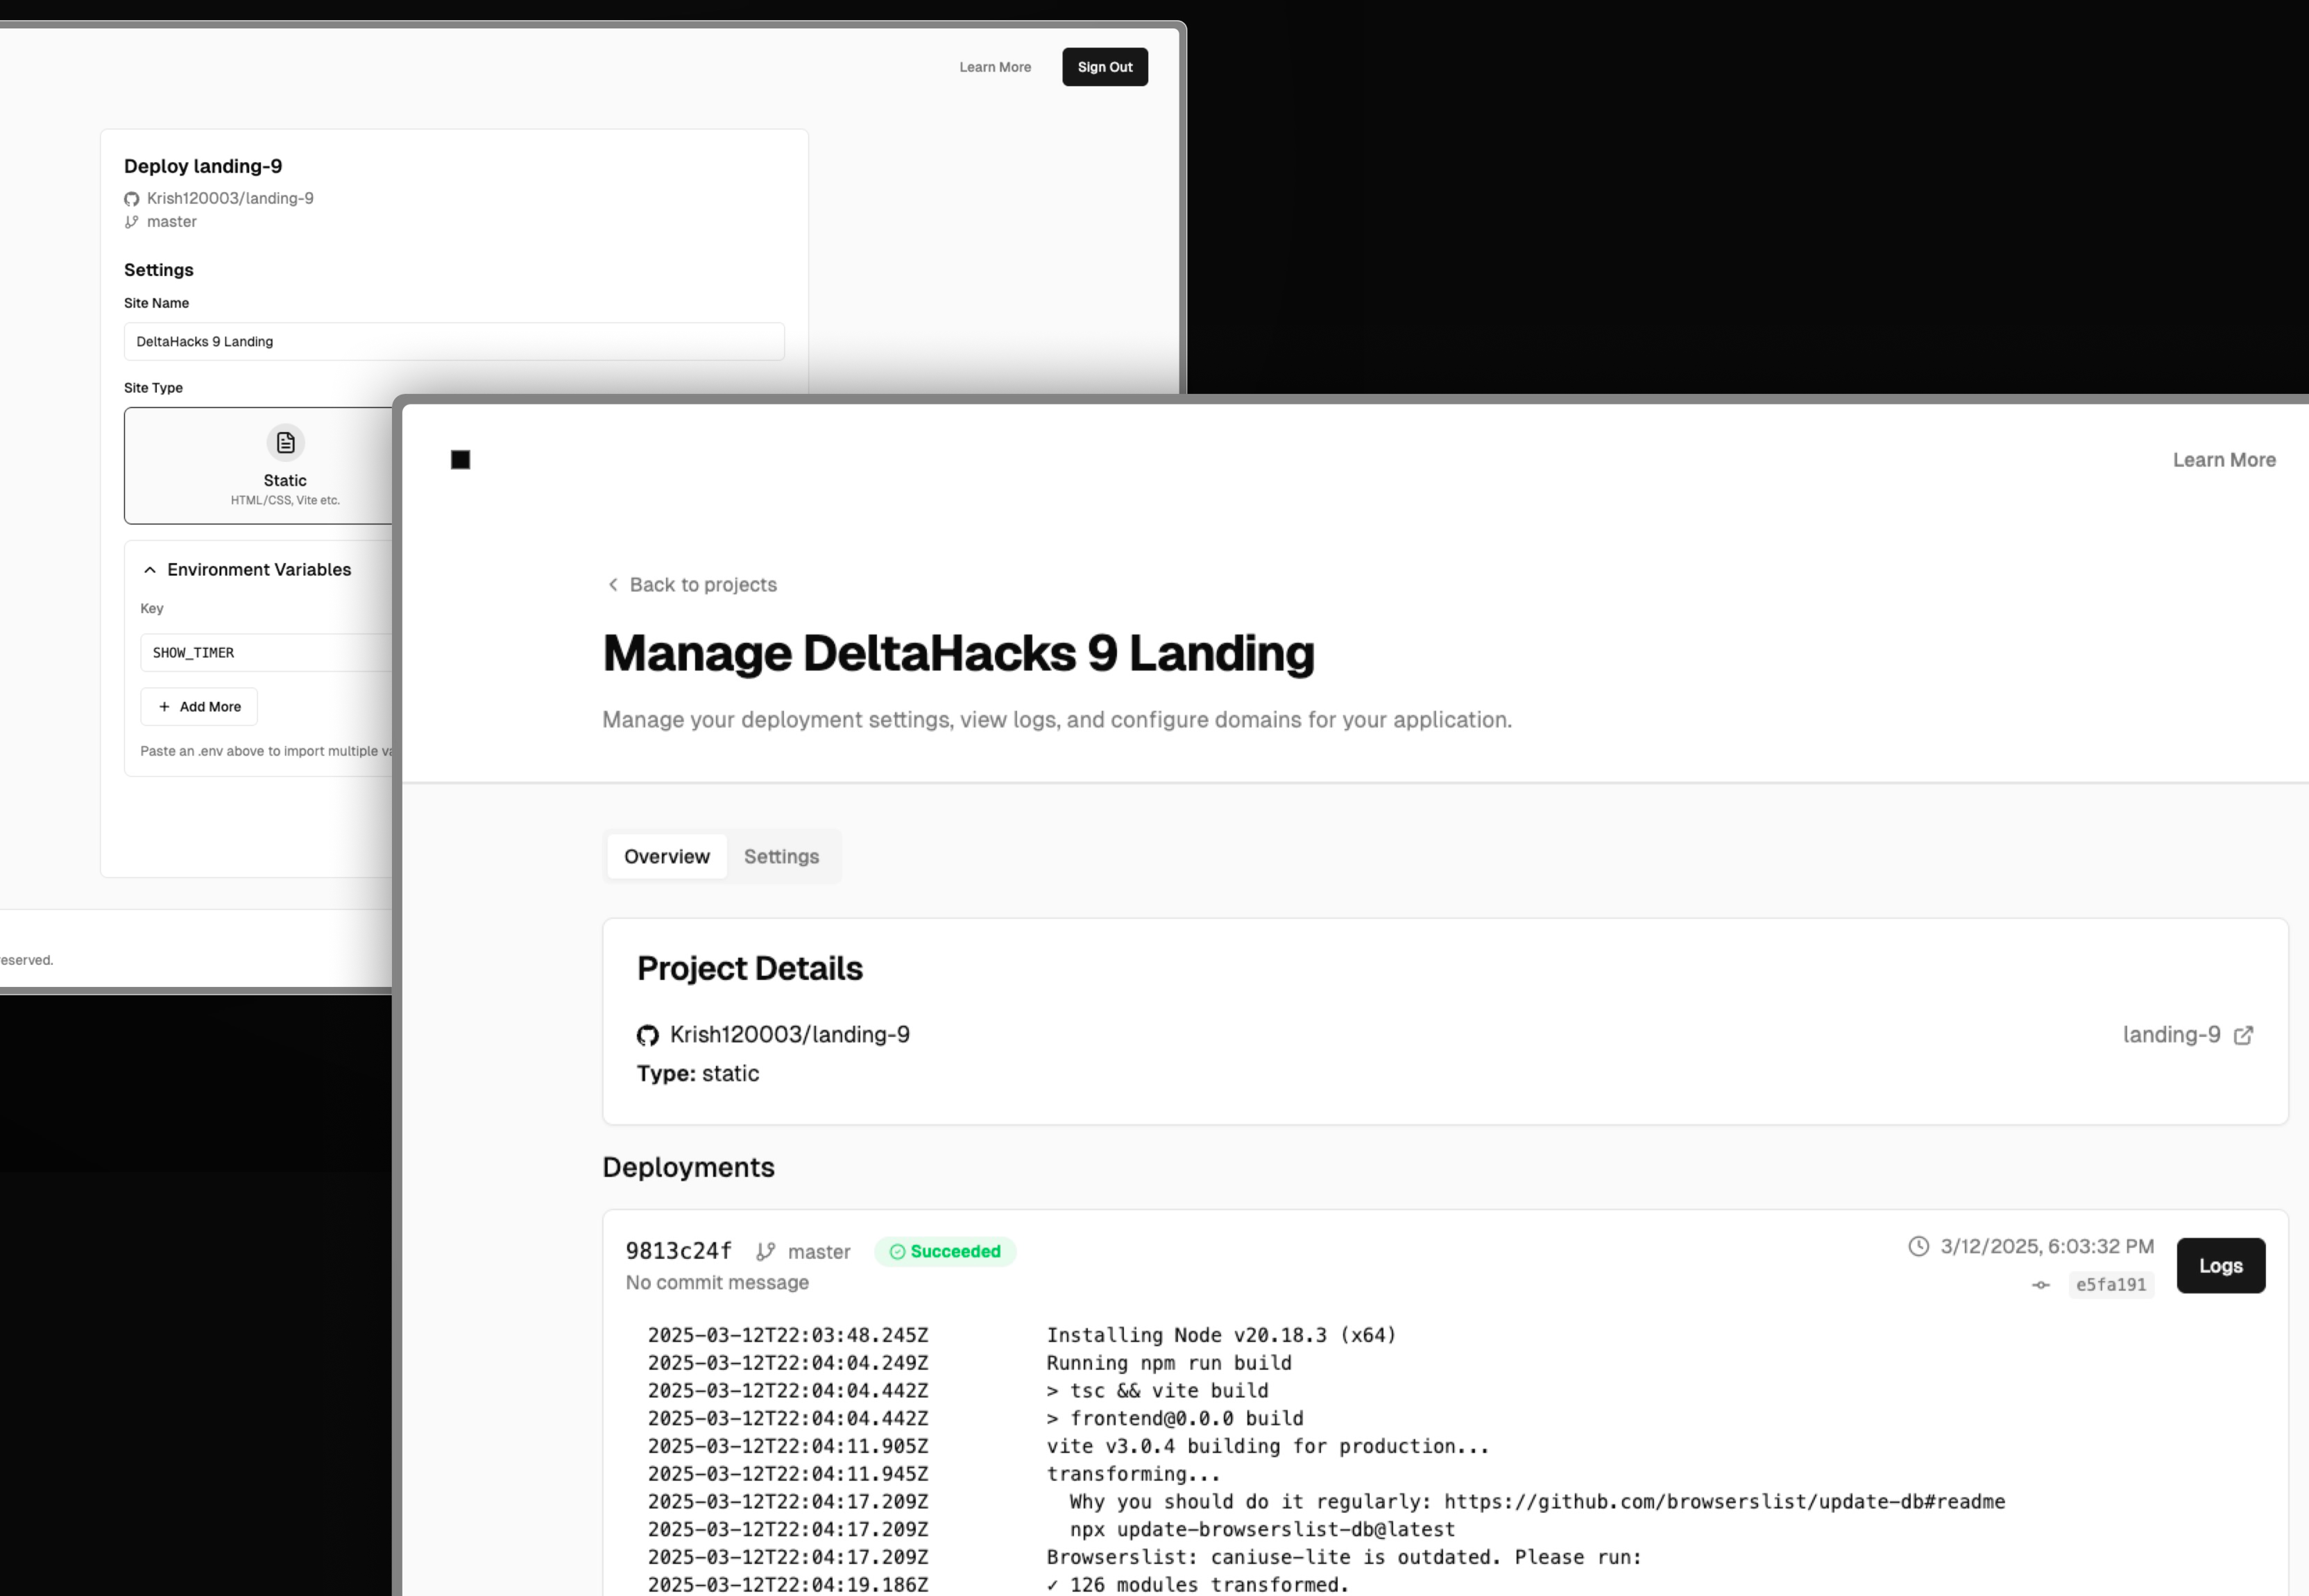 Learn More
Sign Out
Deploy landing-9
Krish120003/landing-9
master
Settings
Site Name
DeltaHacks 9 Landing
Site Type
Static
HTML/CSS, Vite etc.
Environment Variables
Key
SHOW_TIMER
+ Add More
Paste an .env above to import multiple
reserved.
Learn More
Back to projects
Manage DeltaHacks 9 Landing
Manage your deployment settings, view logs, and configure domains for your application.
Overview Settings
Project Details
Krish120003/landing-9
landing-9
Type: static
Deployments
9813c24f master Succeeded
3/12/2025, 6:03:32 PM
Logs
No commit message
e5fa191
2025-03-12T22:03:48.245Z Installing Node v20.18.3 (x64)
2025-03-12T22:04:04.249Z Running npm run build
2025-03-12T22:04:04.442Z > tsc && vite build
2025-03-12T22:04:04.442Z > frontend@0.0.0 build
2025-03-12T22:04:11.905Z vite v3.0.4 building for production...
2025-03-12T22:04:11.945Z transforming...
2025-03-12T22:04:17.209Z Why you should do it regularly: https://github.com/browserslist/update-db#readme
2025-03-12T22:04:17.209Z npx update-browserslist-db@latest
2025-03-12T22:04:17.209Z Browserslist: caniuse-lite is outdated. Please run:
2025-03-12T22:04:19.186Z ✓ 126 modules transformed.